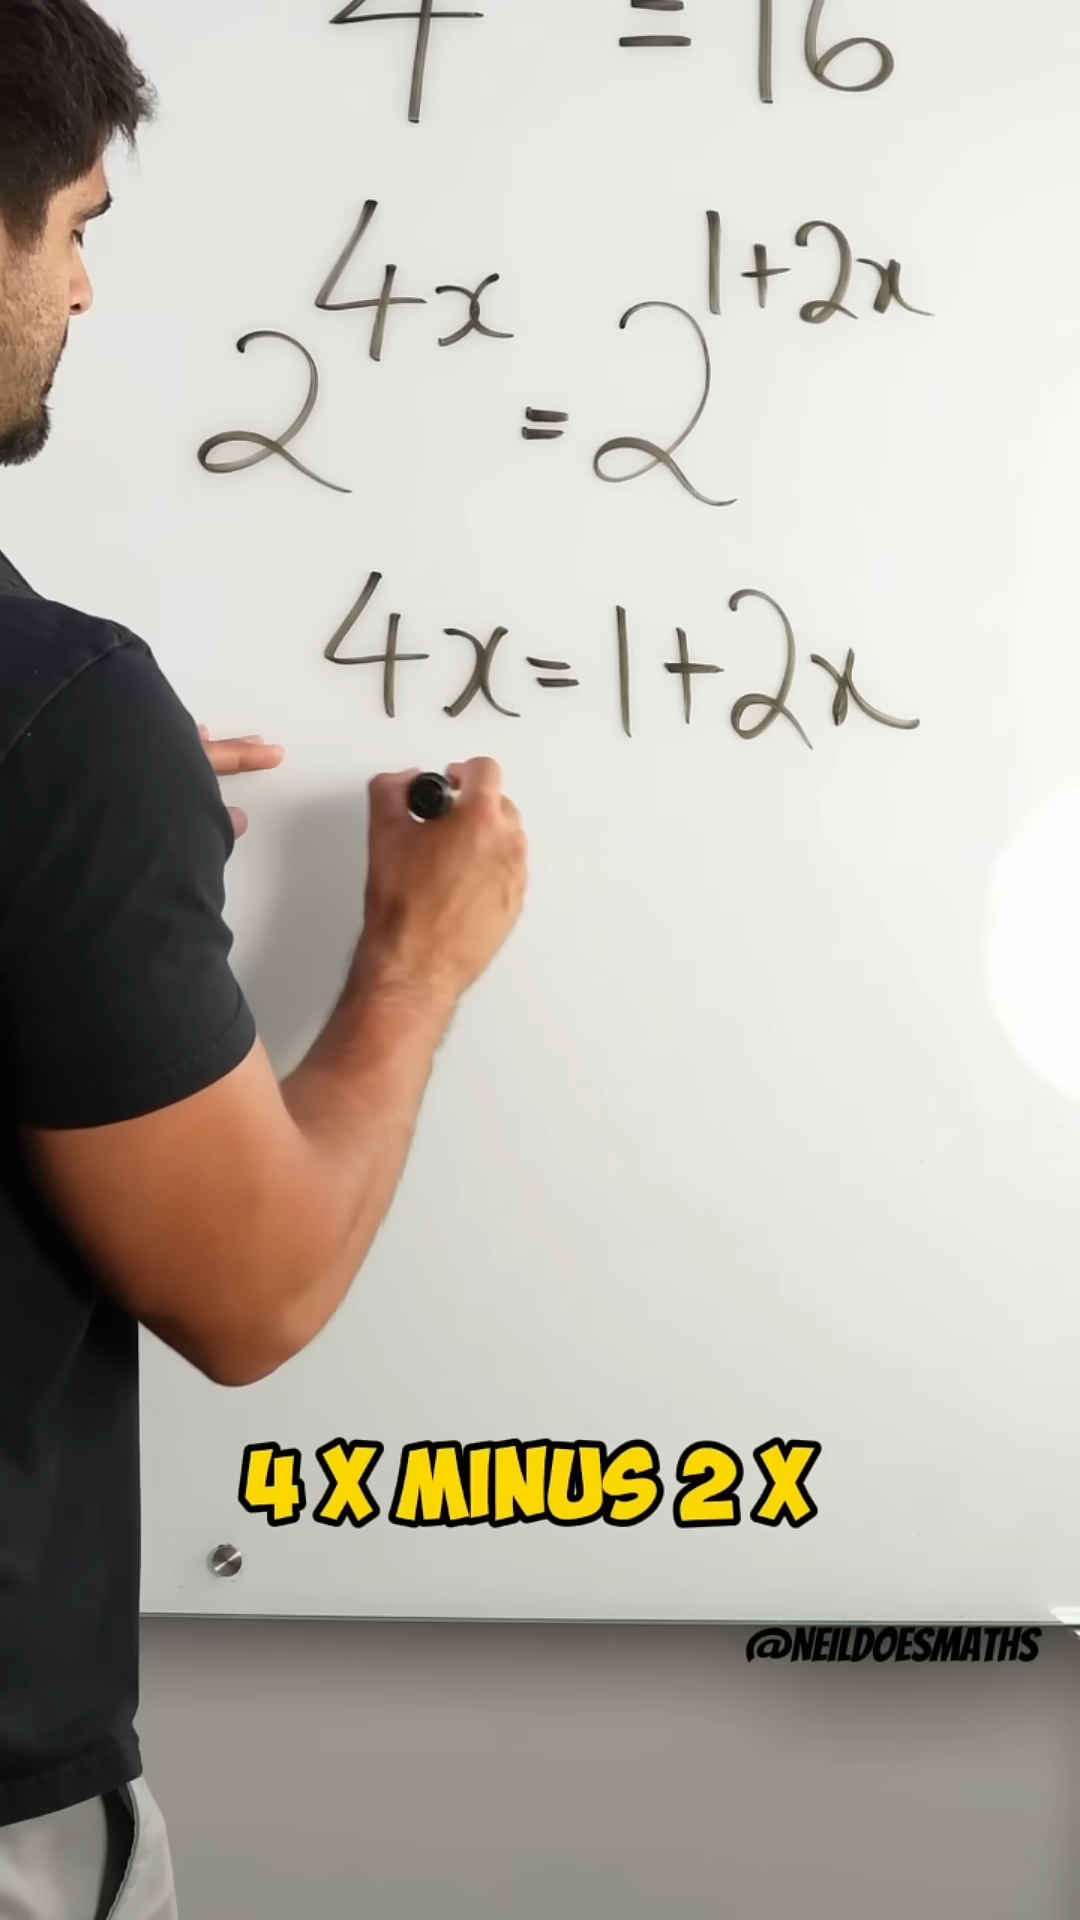 4 = 16
2^{4x} = 2^{1+2x}
4x = 1 + 2x
4 X MINUS 2 X
@NEILDOESMATHS